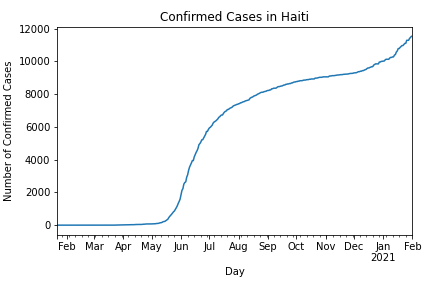 Confirmed Cases in Haiti
12000
10000
8000
6000
4000
2000
0
Number of Confirmed Cases
Feb Mar Apr May Jun Jul Aug Sep Oct Nov Dec Jan Feb
2021
Day